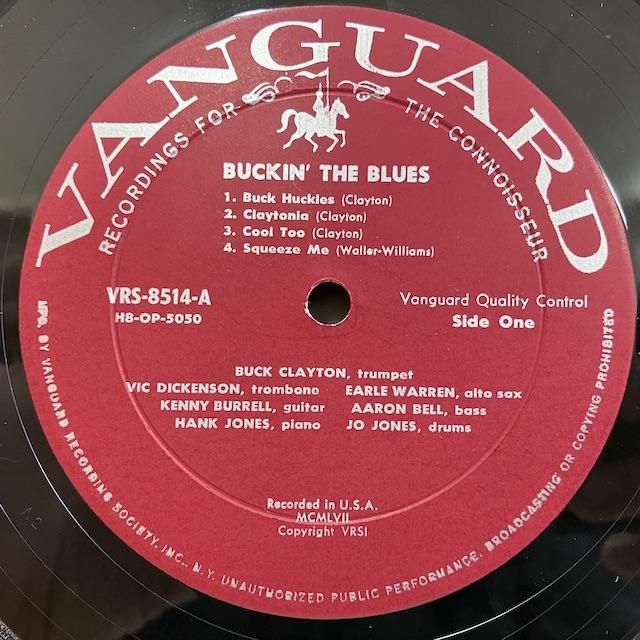 VANGUARD
RECORDINGS FOR THE CONNOISSEUR
BUCKIN' THE BLUES
1. Buck Huckles (Clayton)
2. Claytonia (Clayton)
3. Cool Too (Clayton)
4. Squeeze Me (Waller-Williams)
VRS-8514-A
H8-OP-5050
Vanguard Quality Control
Side One
BUCK CLAYTON, trumpet
VIC DICKENSON, trombone EARLE WARREN, alto sax
KENNY BURRELL, guitar AARON BELL, bass
HANK JONES, piano JO JONES, drums
Recorded in U.S.A.
MCMLVII
Copyright VRSI
MFG. BY VANGUARD RECORDING SOCIETY, INC., N.Y. UNAUTHORIZED PUBLIC PERFORMANCE, BROADCASTING OR COPYING PROHIBITED